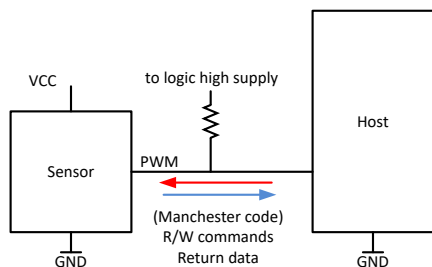 VCC
to logic high supply
Host
Sensor
PWM
(Manchester code)
R/W commands
Return data
GND
GND